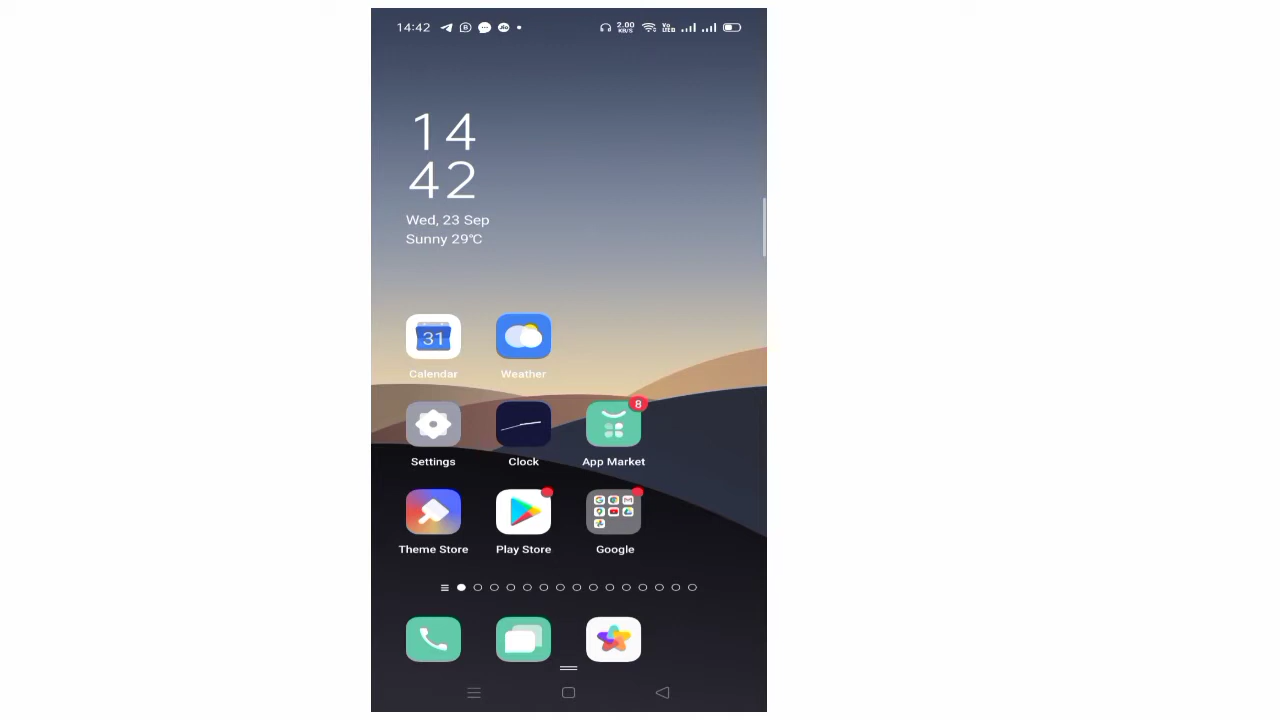 14:42
2.00
KB/S
14
42
Wed, 23 Sep
Sunny 29℃
31
Calendar
Weather
8
Settings
Clock
App Market
Theme Store
Play Store
Google